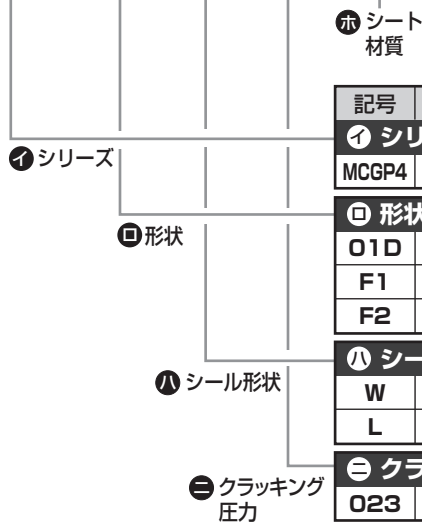 ホ シート
材質
記号
イ シリ
イ シリーズ
MCGP4
ロ 形状
ロ 形状
01D
F1
F2
ハ シー
ハ シール形状
W
L
ニ クラ
ニ クラッキング
圧力
023